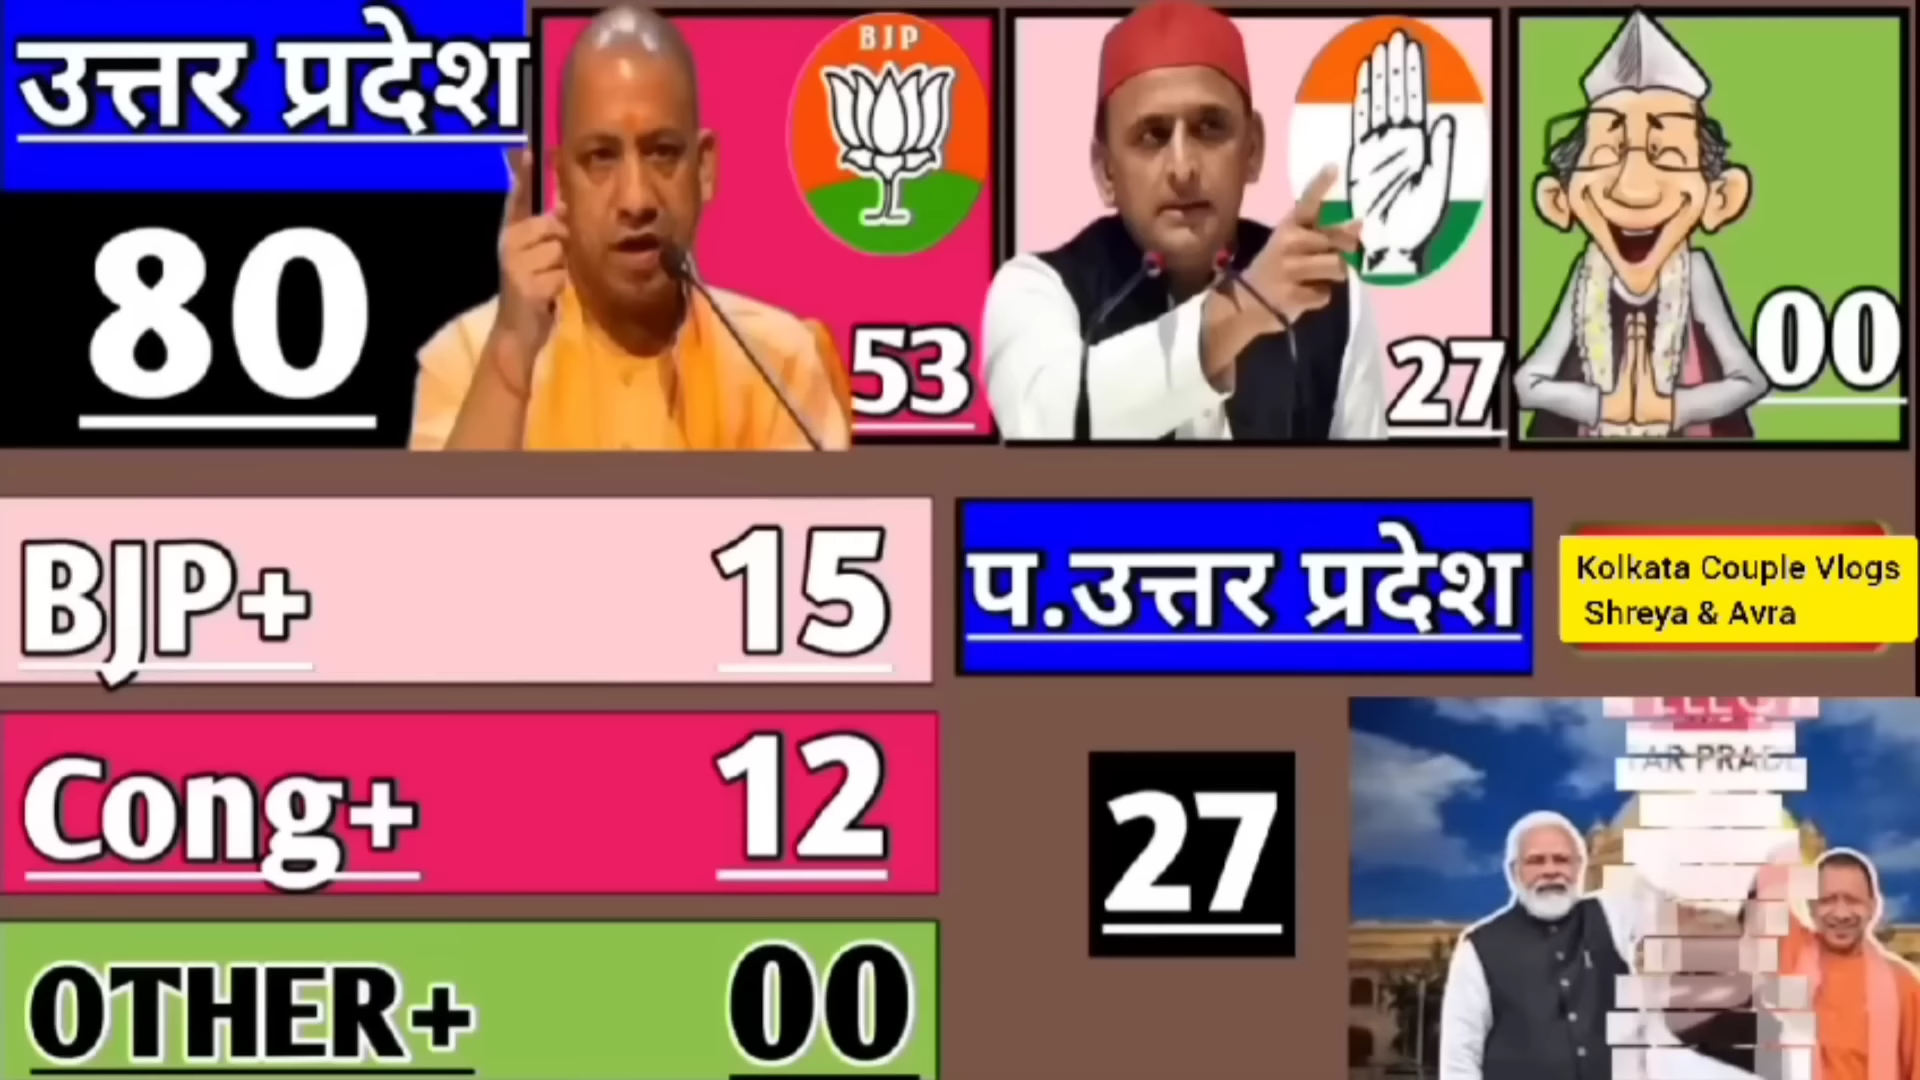 उत्तर प्रदेश
80
BJP
53
27
00
BJP+ 15
Cong+ 12
OTHER+ 00
प.उत्तर प्रदेश
27
Kolkata Couple Vlogs
Shreya & Avra